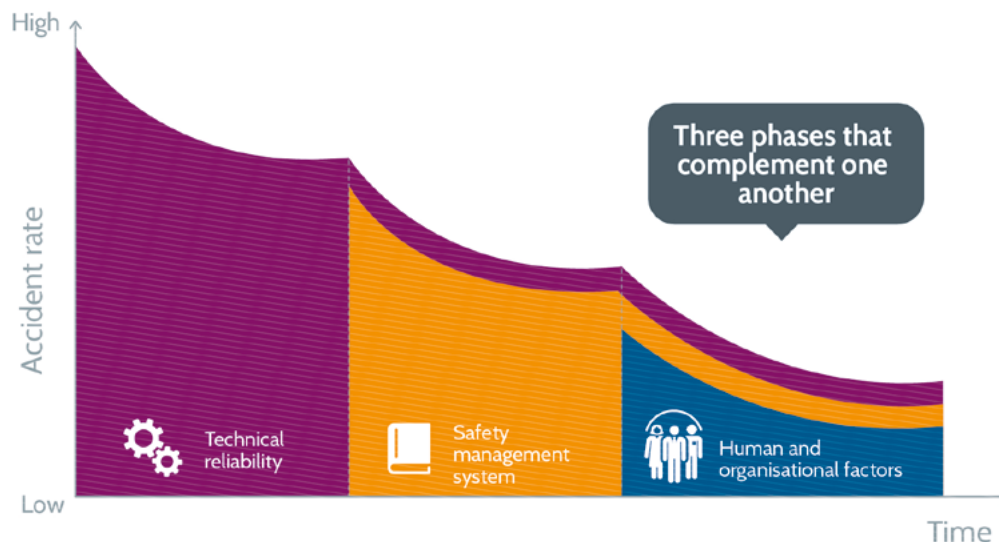 High
Three phases that
complement one
another
Accident rate
Technical
reliability
Safety
management
system
Human and
organisational factors
Low
Time